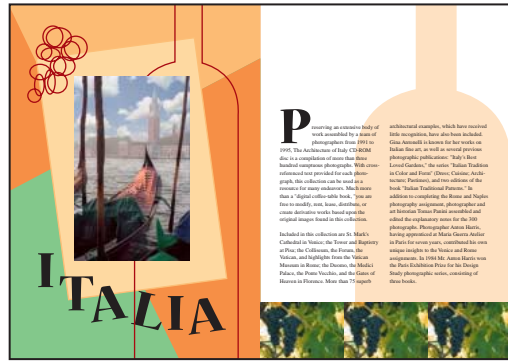 ITALIA
Preserving an extensive body of
work assembled by a team of
photographers from 1991 to
1995, The Architecture of Italy CD-ROM
disc is a compilation of more than three
hundred sumptuous photographs. With cross-
referenced text provided for each photo-
graph, this collection can be used as a
resource for many endeavors. Much more
than a "digital coffee-table book, "you are
free to modify, rent, lease, distribute, or
create derivative works based upon the
original images found in this collection.
Included in this collection are St. Mark's
Cathedral in Venice; the Tower and Baptistry
at Pisa; the Colliseum, the Forum, the
Vatican, and highlights from the Vatican
Museum in Rome; the Duomo, the Medici
Palace, the Ponte Vecchio, and the Gates of
Heaven in Florence. More than 75 superb
architectural examples, which have received
little recognition, have also been included.
Gina Antonelli is known for her works on
Italian fine art, as well as several previous
photographic publications: "Italy's Best
Loved Gardens," the series "Italian Tradition
in Color and Form" (Dress; Cuisine; Archi-
tecture; Pastimes), and two editions of the
book "Italian Traditional Patterns." In
addition to completing the Rome and Naples
photography assignment, photographer and
art historian Tomas Panini assembled and
edited the explanatory notes for the 300
photographs. Photographer Anton Harris,
having apprenticed at Maria Guerra Atelier
in Paris for seven years, contributed his own
unique insights to the Venice and Rome
assignments. In 1984 Mr. Anton Harris won
the Paris Exhibition Prize for his Design
Study photographic series, consisting of
three books.